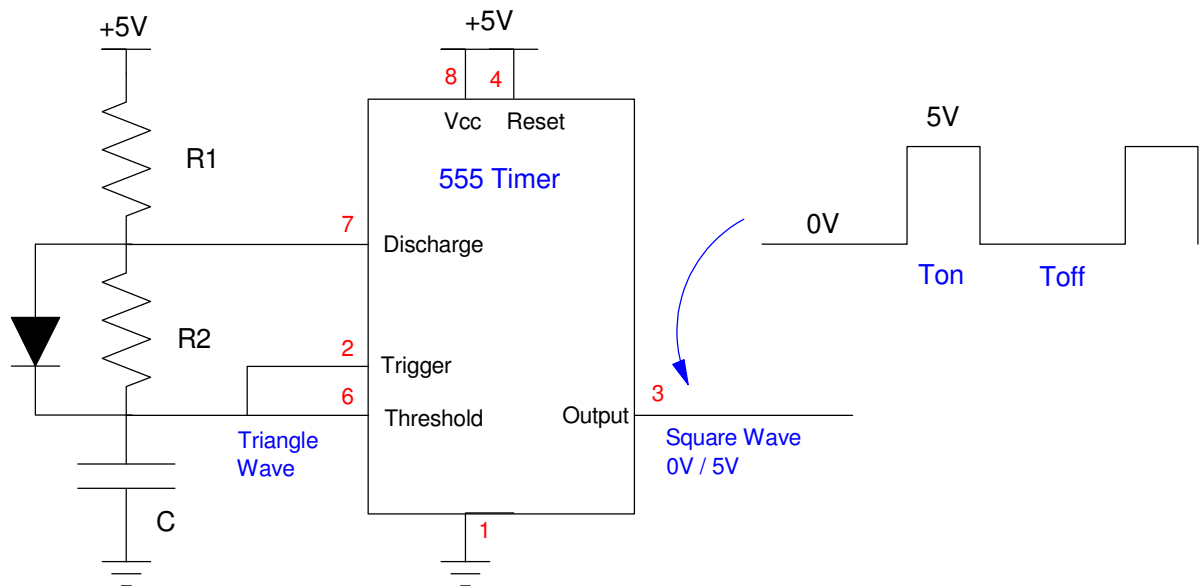 +5V
+5V
8
4
Vcc
Reset
5V
R1
555 Timer
7
0V
Discharge
Ton
Toff
R2
2
Trigger
6
3
Threshold
Output
Triangle
Wave
Square Wave
0V / 5V
C
1